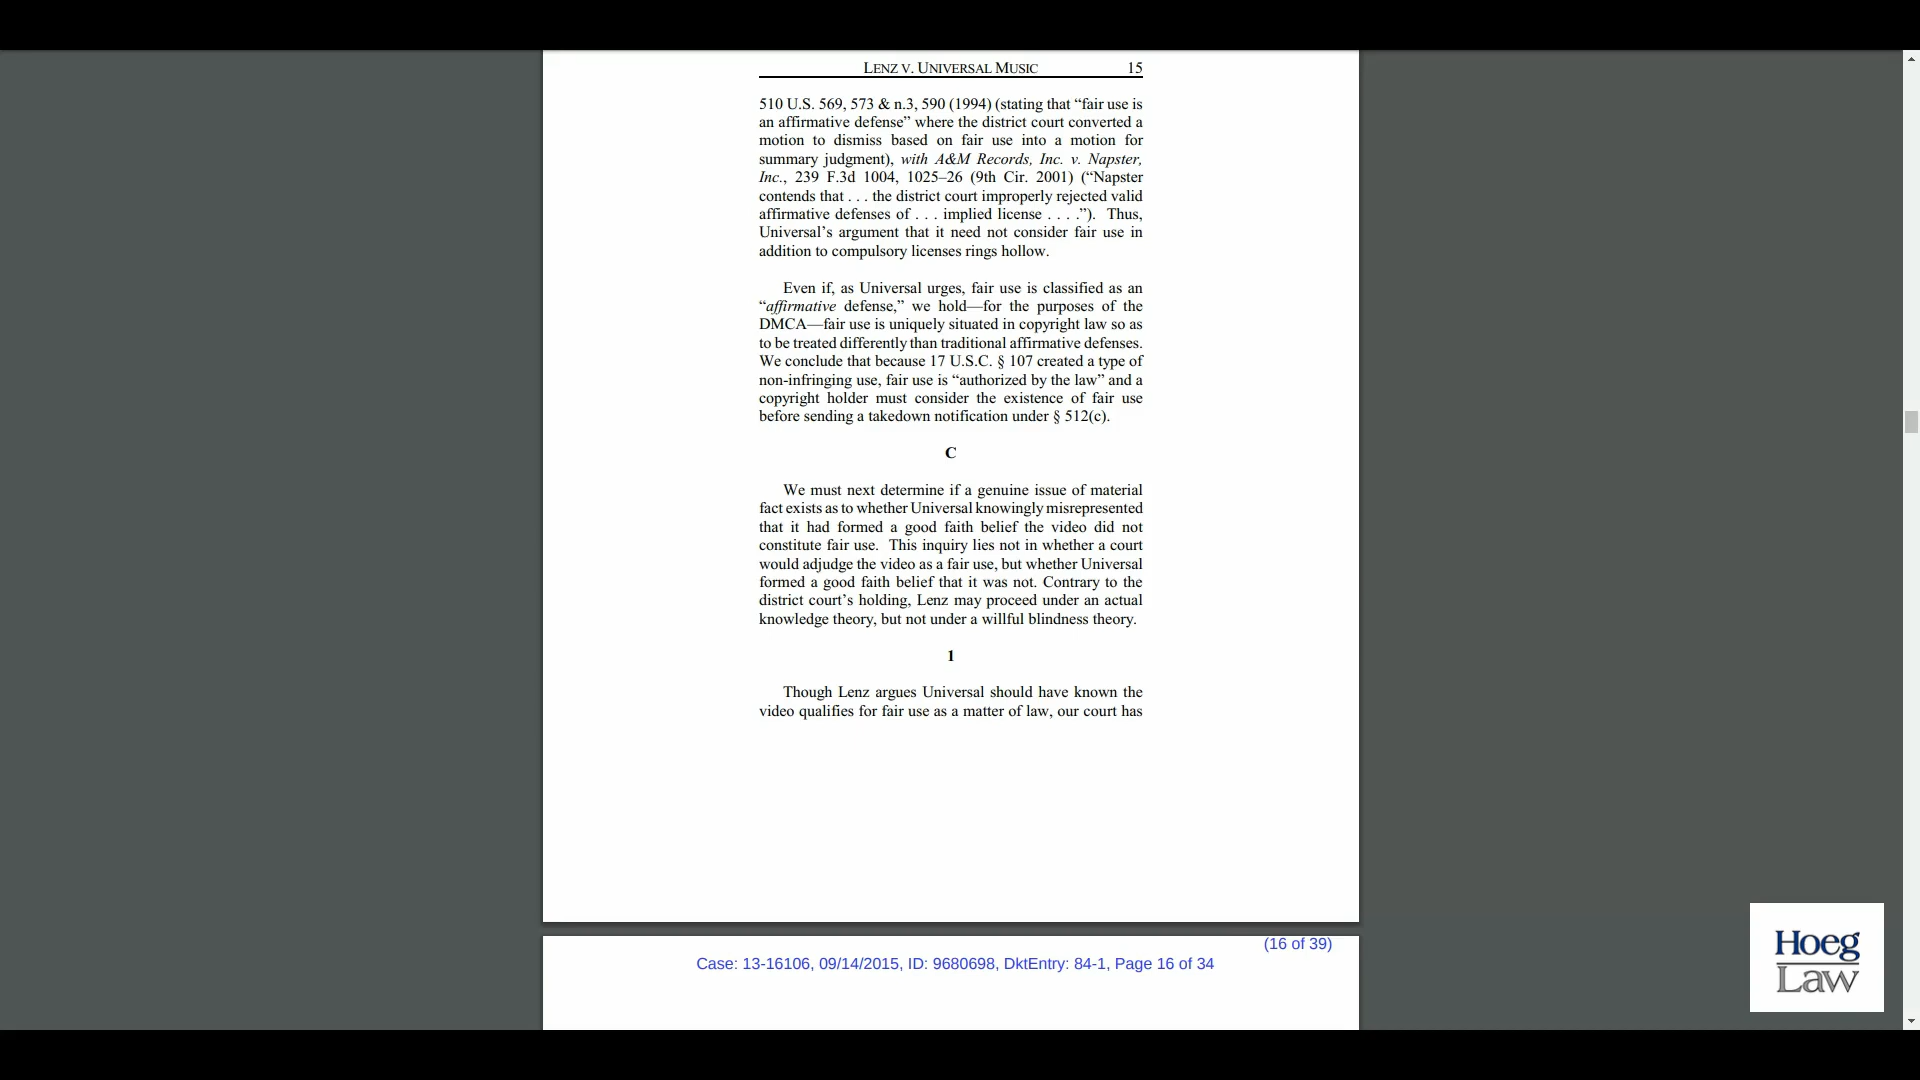 LENZ V. UNIVERSAL MUSIC 15
510 U.S. 569, 573 & n.3, 590 (1994) (stating that “fair use is
an affirmative defense” where the district court converted a
motion to dismiss based on fair use into a motion for
summary judgment), with A&M Records, Inc. v. Napster,
Inc., 239 F.3d 1004, 1025–26 (9th Cir. 2001) (“Napster
contends that . . . the district court improperly rejected valid
affirmative defenses of . . . implied license . . . .”). Thus,
Universal’s argument that it need not consider fair use in
addition to compulsory licenses rings hollow.
Even if, as Universal urges, fair use is classified as an
“affirmative defense,” we hold—for the purposes of the
DMCA—fair use is uniquely situated in copyright law so as
to be treated differently than traditional affirmative defenses.
We conclude that because 17 U.S.C. § 107 created a type of
non-infringing use, fair use is “authorized by the law” and a
copyright holder must consider the existence of fair use
before sending a takedown notification under § 512(c).
C
We must next determine if a genuine issue of material
fact exists as to whether Universal knowingly misrepresented
that it had formed a good faith belief the video did not
constitute fair use. This inquiry lies not in whether a court
would adjudge the video as a fair use, but whether Universal
formed a good faith belief that it was not. Contrary to the
district court’s holding, Lenz may proceed under an actual
knowledge theory, but not under a willful blindness theory.
1
Though Lenz argues Universal should have known the
video qualifies for fair use as a matter of law, our court has
(16 of 39)
Case: 13-16106, 09/14/2015, ID: 9680698, DktEntry: 84-1, Page 16 of 34
Hoeg
Law